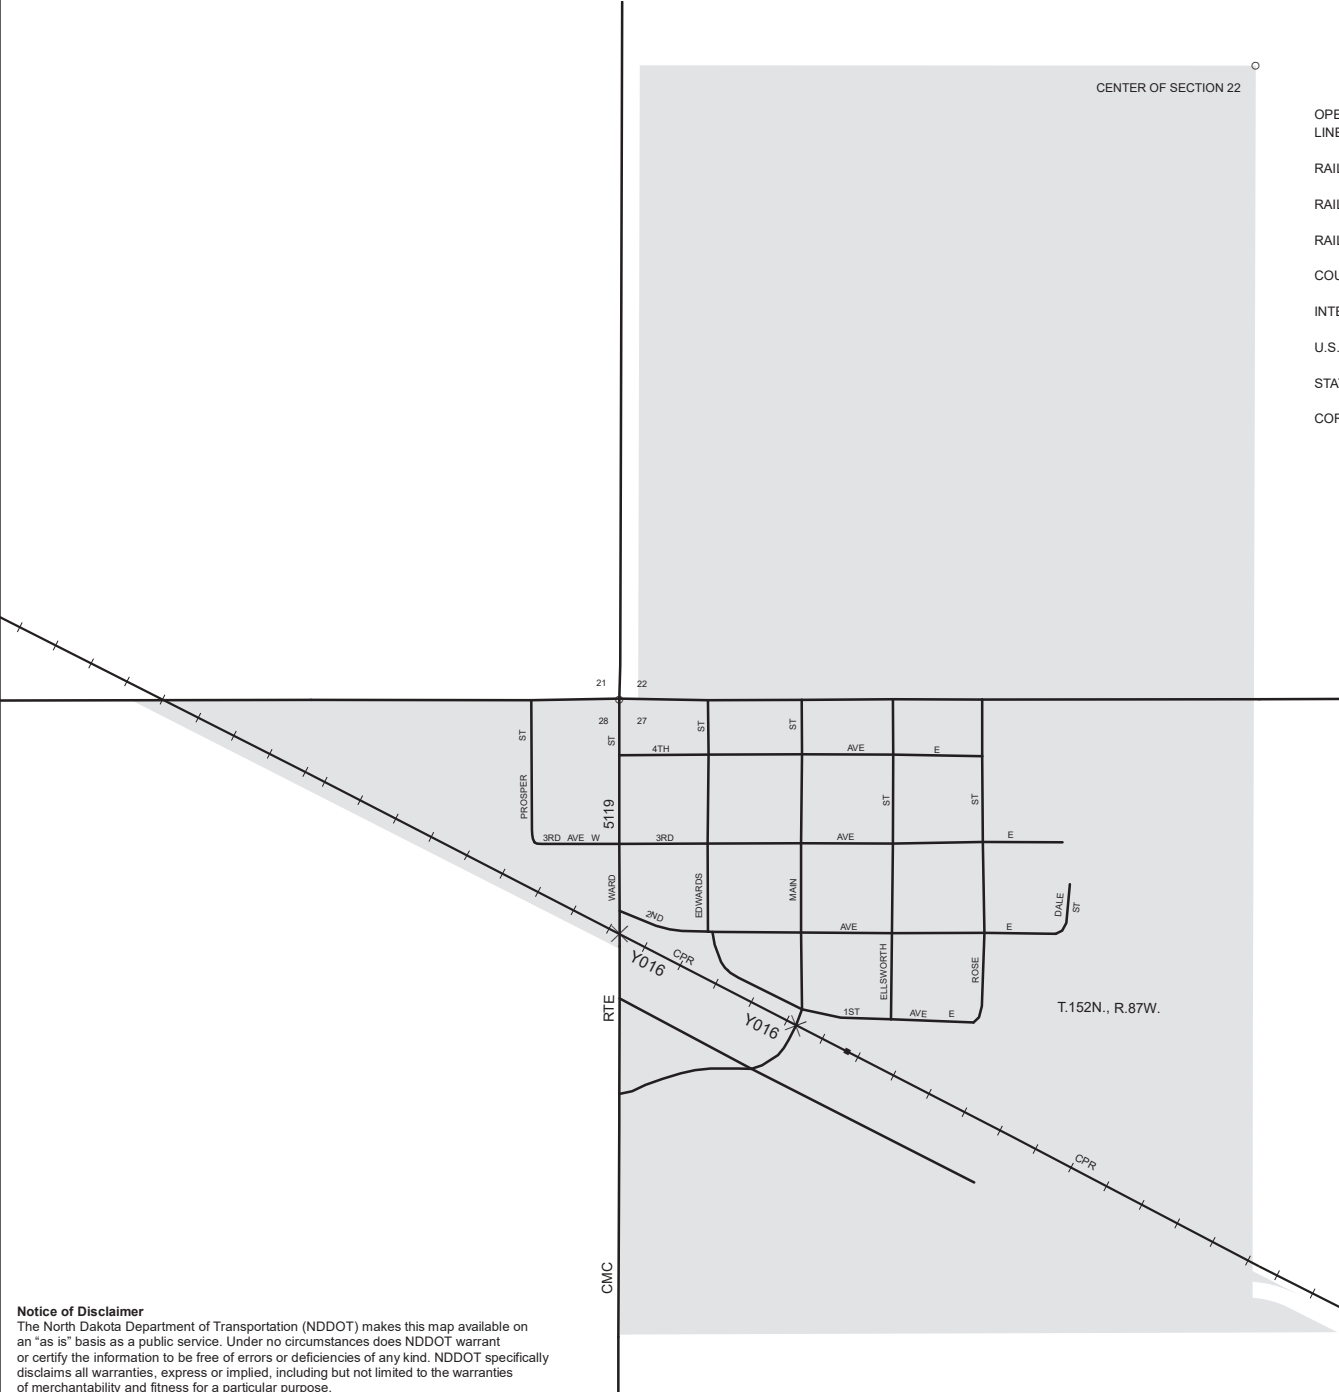 CENTER OF SECTION 22
OPE
LINE
RAIL
RAIL
RAIL
COU
INTE
U.S.
STA
COR
21
22
28
27
ST
ST
ST
ST
4TH AVE E
PROSPER
5119
ST
ST
3RD AVE W
3RD AVE E
WARD
EDWARDS
MAIN
DALE
ST
2ND AVE E
CPR
Y016
ELLSWORTH
ROSE
RTE
Y016
1ST AVE E
T.152N., R.87W.
CPR
CMC
Notice of Disclaimer
The North Dakota Department of Transportation (NDDOT) makes this map available on
an “as is” basis as a public service. Under no circumstances does NDDOT warrant
or certify the information to be free of errors or deficiencies of any kind. NDDOT specifically
disclaims all warranties, express or implied, including but not limited to the warranties
of merchantability and fitness for a particular purpose.